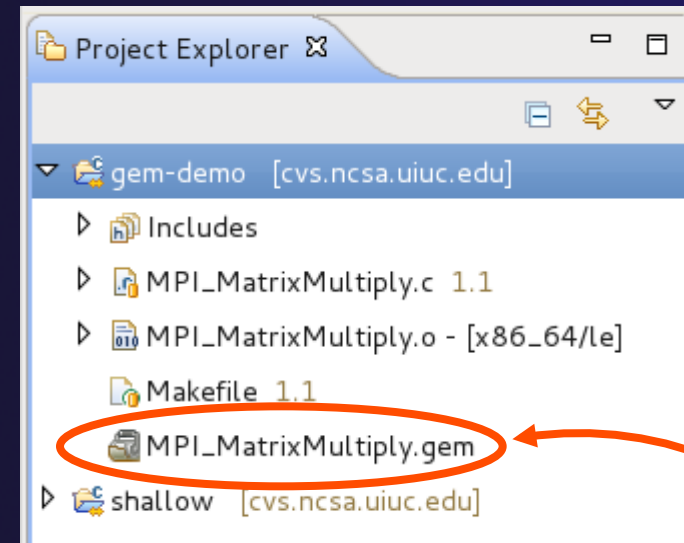 Project Explorer
gem-demo [cvs.ncsa.uiuc.edu]
Includes
MPI_MatrixMultiply.c 1.1
MPI_MatrixMultiply.o - [x86_64/le]
Makefile 1.1
MPI_MatrixMultiply.gem
shallow [cvs.ncsa.uiuc.edu]